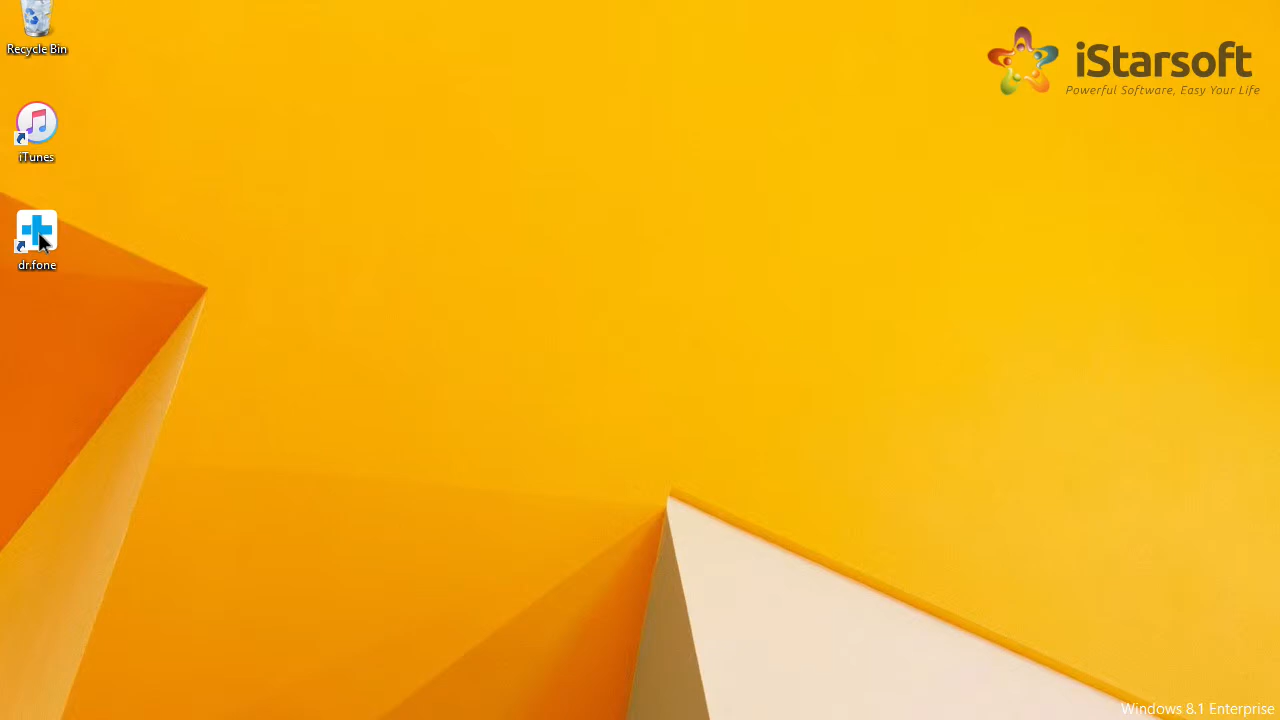 Recycle Bin
iStarsoft
Powerful Software, Easy Your Life
iTunes
dr.fone
Windows 8.1 Enterprise